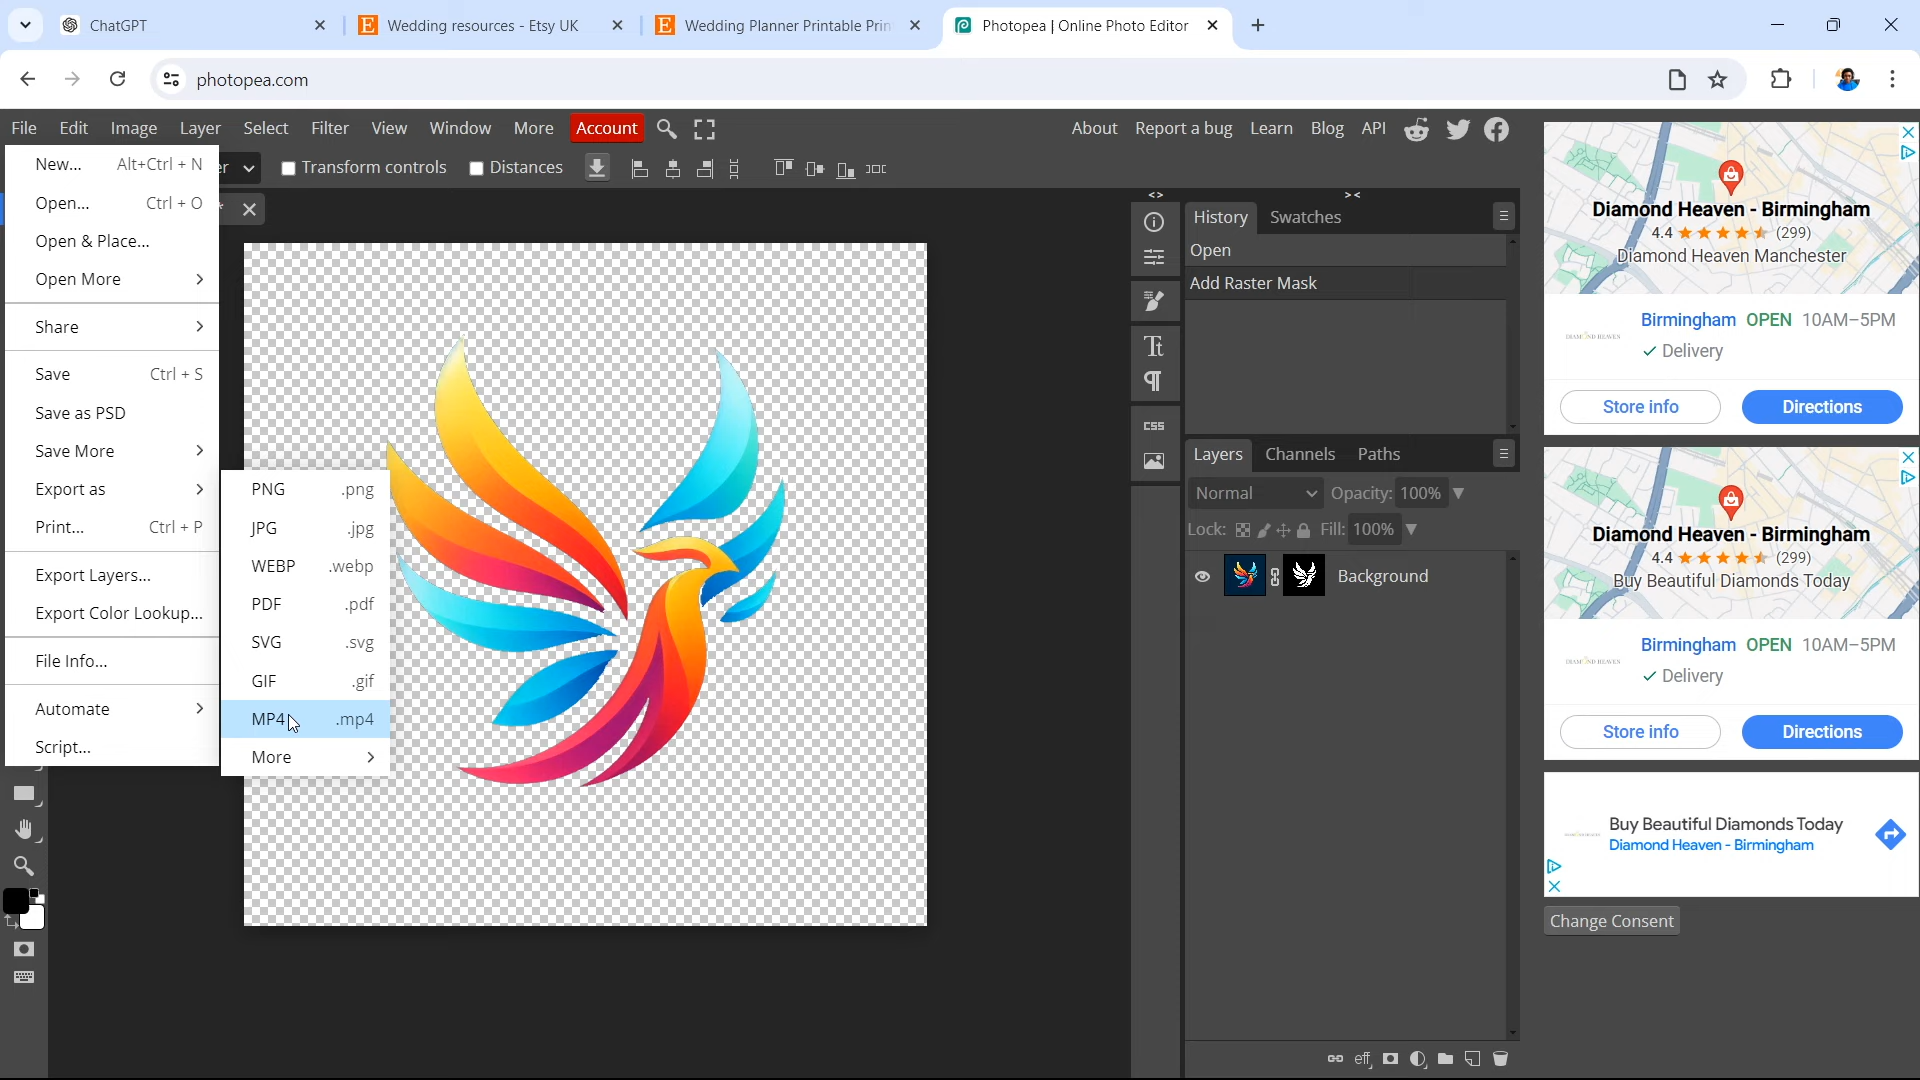 ChatGPT
Wedding resources - Etsy UK
Wedding Planner Printable Prin
Photopea | Online Photo Editor
photopea.com
File Edit Image Layer Select Filter View Window More Account
About Report a bug Learn Blog API
Transform controls Distances
New... Alt+Ctrl + N
Open... Ctrl + O
Open & Place...
Open More
Share
Save Ctrl + S
Save as PSD
Save More
Export as
Print... Ctrl + P
Export Layers...
Export Color Lookup...
File Info...
Automate
Script...
PNG .png
JPG .jpg
WEBP .webp
PDF .pdf
SVG .svg
GIF .gif
MP4 .mp4
More
History Swatches
Open
Add Raster Mask
CSS
Layers Channels Paths
Normal Opacity: 100%
Lock: Fill: 100%
Background
eff
Diamond Heaven - Birmingham
4.4 (299)
Diamond Heaven Manchester
Birmingham OPEN 10AM–5PM
Delivery
Store info Directions
Diamond Heaven - Birmingham
4.4 (299)
Buy Beautiful Diamonds Today
Birmingham OPEN 10AM–5PM
Delivery
Store info Directions
Buy Beautiful Diamonds Today
Diamond Heaven - Birmingham
Change Consent